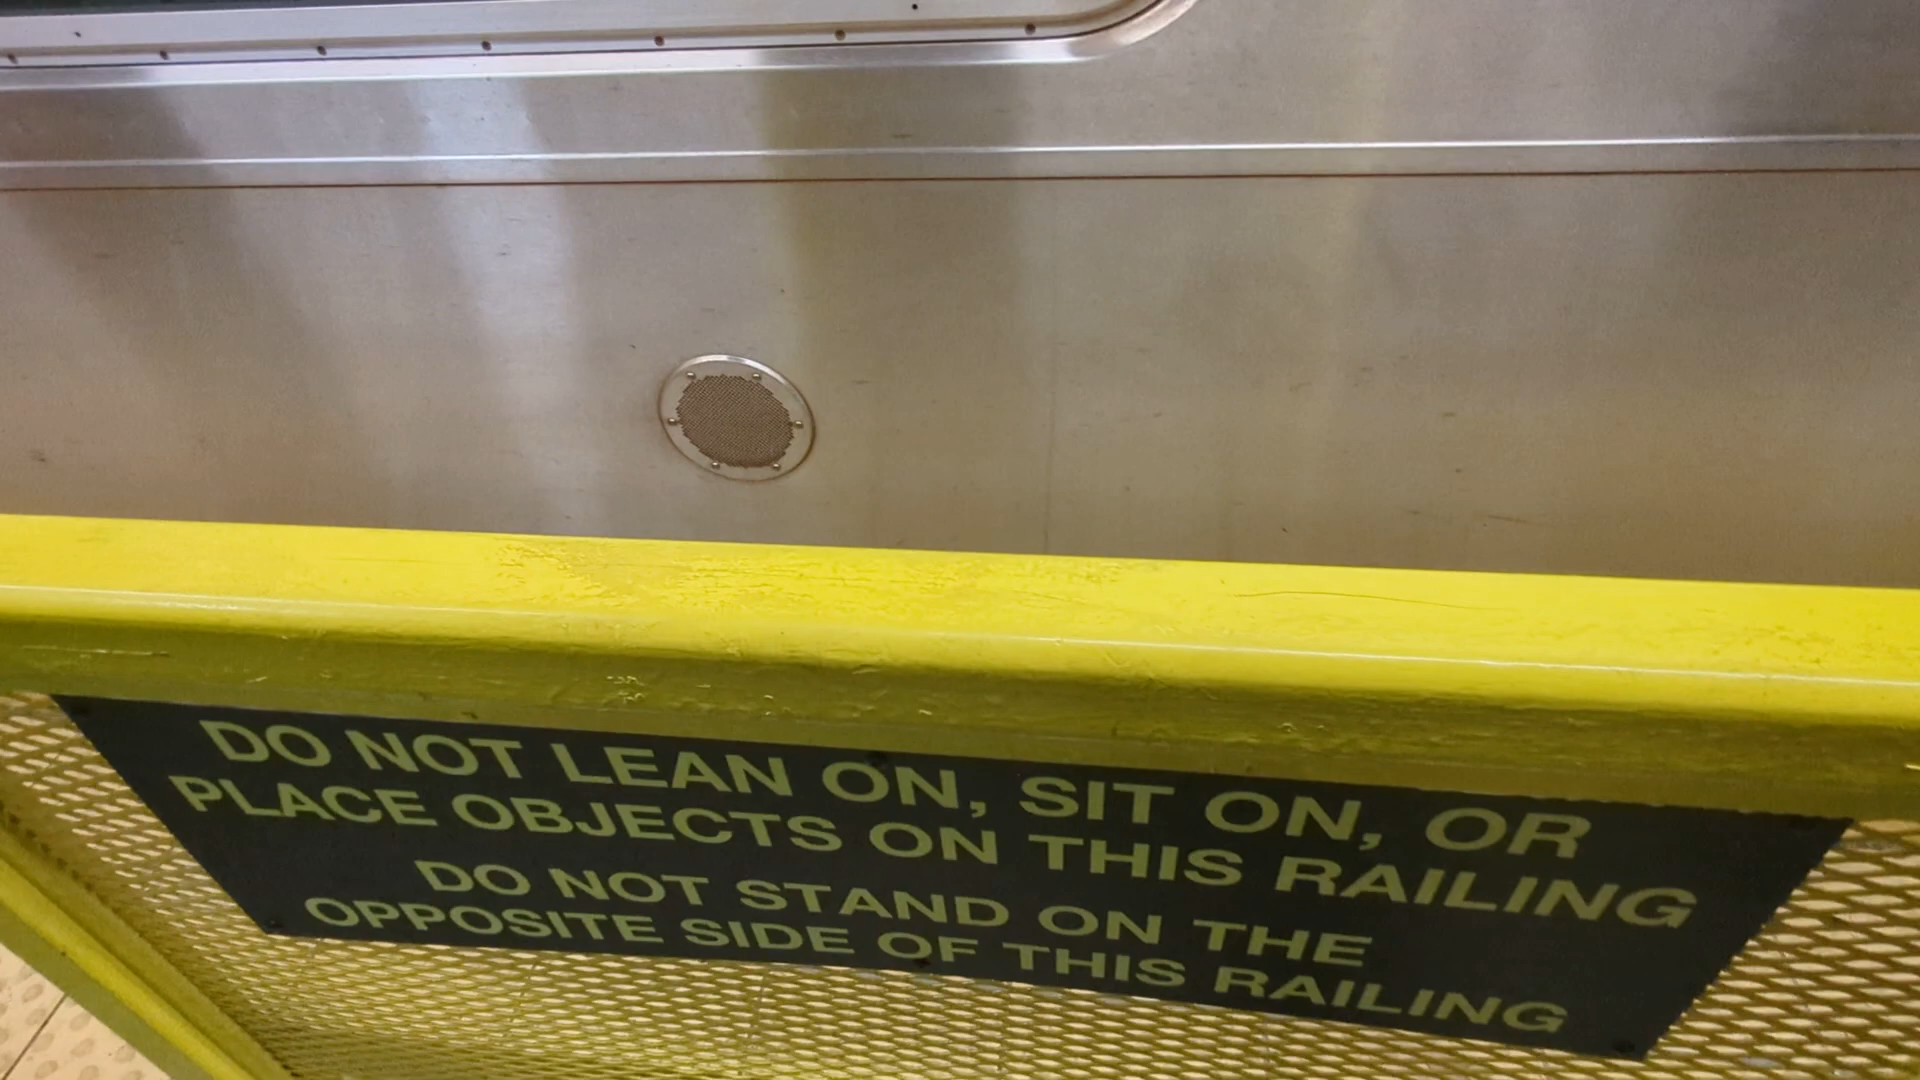 DO NOT LEAN ON, SIT ON, OR
PLACE OBJECTS ON THIS RAILING
DO NOT STAND ON THE
OPPOSITE SIDE OF THIS RAILING